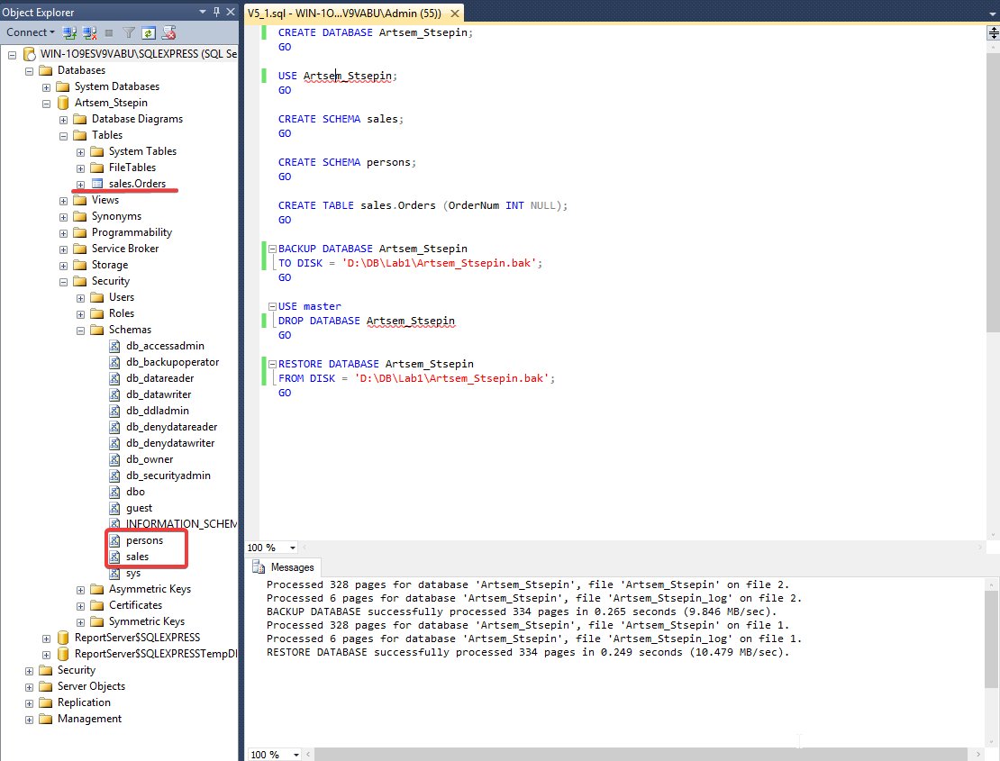 Object Explorer
Connect
WIN-1O9ESV9VABU\SQLEXPRESS (SQL Se
Databases
System Databases
Artsem_Stsepin
Database Diagrams
Tables
System Tables
FileTables
sales.Orders
Views
Synonyms
Programmability
Service Broker
Storage
Security
Users
Roles
Schemas
db_accessadmin
db_backupoperator
db_datareader
db_datawriter
db_ddladmin
db_denydatareader
db_denydatawriter
db_owner
db_securityadmin
dbo
guest
INFORMATION_SCHEM
persons
sales
sys
Asymmetric Keys
Certificates
Symmetric Keys
ReportServer$SQLEXPRESS
ReportServer$SQLEXPRESSTempDI
Security
Server Objects
Replication
Management
V5_1.sql - WIN-1O...V9VABU\Admin (55))
CREATE DATABASE Artsem_Stsepin;
GO
USE Artsem_Stsepin;
GO
CREATE SCHEMA sales;
GO
CREATE SCHEMA persons;
GO
CREATE TABLE sales.Orders (OrderNum INT NULL);
GO
BACKUP DATABASE Artsem_Stsepin
TO DISK = 'D:\DB\Lab1\Artsem_Stsepin.bak';
GO
USE master
DROP DATABASE Artsem_Stsepin
GO
RESTORE DATABASE Artsem_Stsepin
FROM DISK = 'D:\DB\Lab1\Artsem_Stsepin.bak';
GO
100 %
Messages
Processed 328 pages for database 'Artsem_Stsepin', file 'Artsem_Stsepin' on file 2.
Processed 6 pages for database 'Artsem_Stsepin', file 'Artsem_Stsepin_log' on file 2.
BACKUP DATABASE successfully processed 334 pages in 0.265 seconds (9.846 MB/sec).
Processed 328 pages for database 'Artsem_Stsepin', file 'Artsem_Stsepin' on file 1.
Processed 6 pages for database 'Artsem_Stsepin', file 'Artsem_Stsepin_log' on file 1.
RESTORE DATABASE successfully processed 334 pages in 0.249 seconds (10.479 MB/sec).
100 %